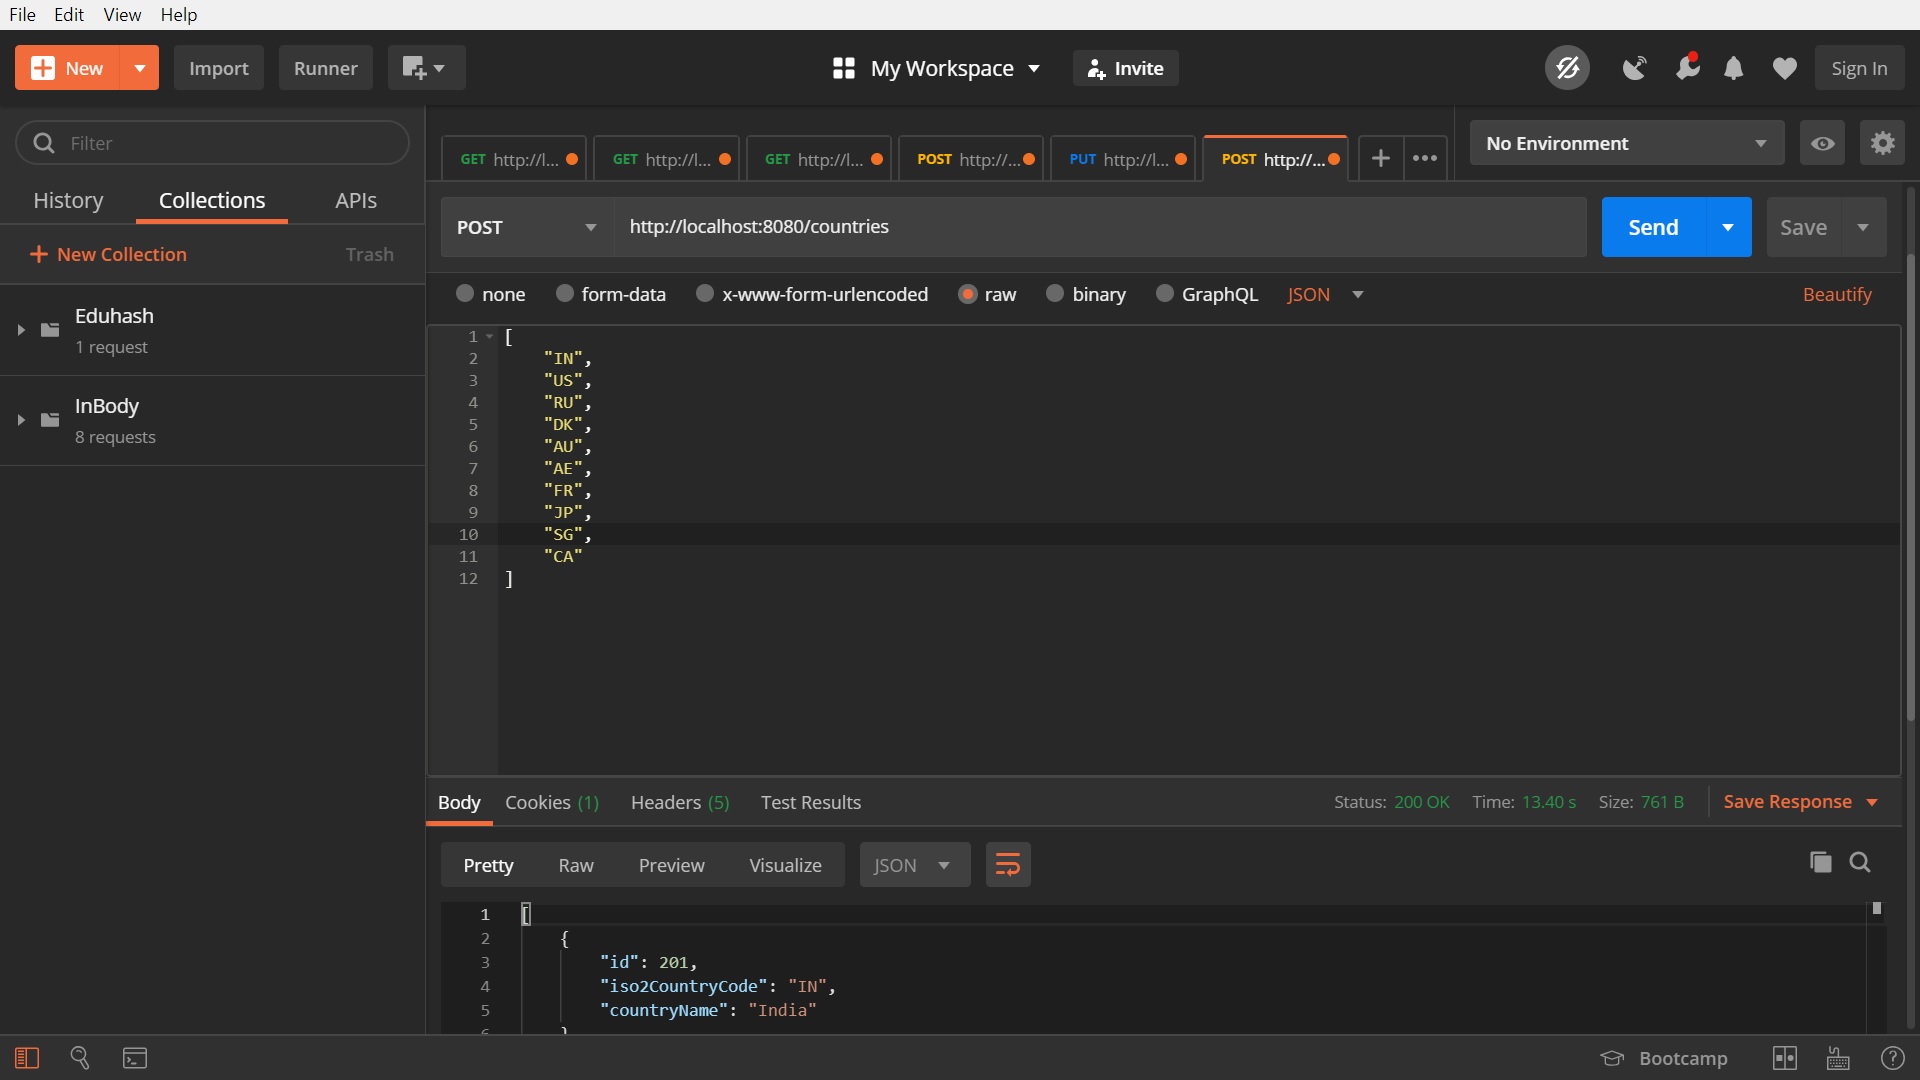 File Edit View Help
New Import Runner My Workspace Invite Sign In
Filter
GET http://l... GET http://l... GET http://l... POST http://... PUT http://l... POST http://... No Environment
History Collections APIs
POST http://localhost:8080/countries Send Save
New Collection Trash
none form-data x-www-form-urlencoded raw binary GraphQL JSON Beautify
Eduhash
1 request
InBody
8 requests
1 [
2 "IN",
3 "US",
4 "RU",
5 "DK",
6 "AU",
7 "AE",
8 "FR",
9 "JP",
10 "SG",
11 "CA"
12 ]
Body Cookies (1) Headers (5) Test Results Status: 200 OK Time: 13.40 s Size: 761 B Save Response
Pretty Raw Preview Visualize JSON
1 [
2 {
3 "id": 201,
4 "iso2CountryCode": "IN",
5 "countryName": "India"
6 }
Bootcamp